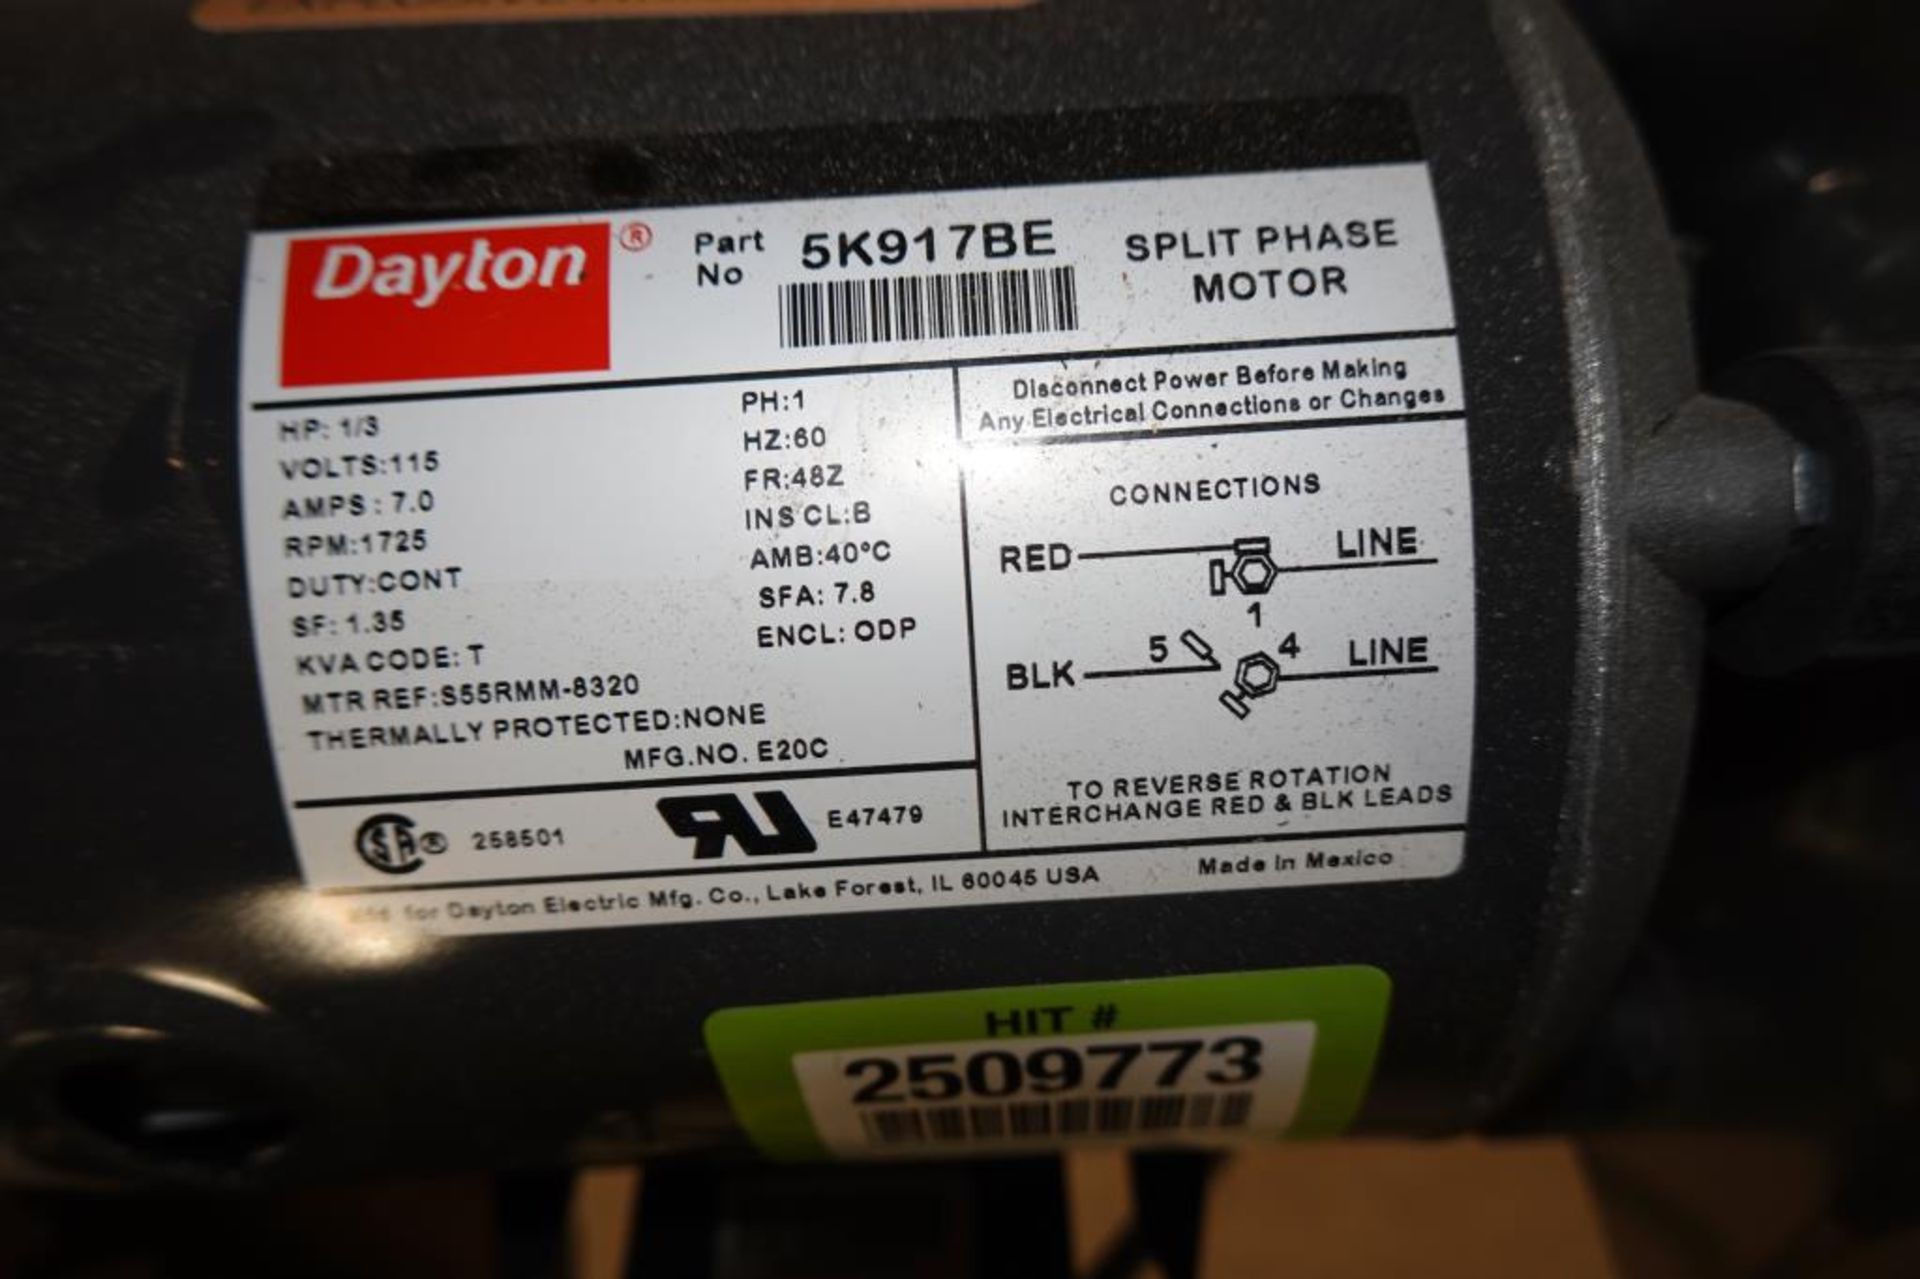 Dayton ®
Part No 5K917BE
SPLIT PHASE
MOTOR
HP: 1/3
VOLTS:115
AMPS: 7.0
RPM:1725
DUTY:CONT
SF: 1.35
KVA CODE: T
MTR REF:S55RMM-8320
THERMALLY PROTECTED:NONE
MFG.NO. E20C
PH:1
HZ:60
FR:48Z
INS CL:B
AMB:40°C
SFA: 7.8
ENCL: ODP
Disconnect Power Before Making
Any Electrical Connections or Changes
CONNECTIONS
RED LINE
1
BLK 5 4 LINE
TO REVERSE ROTATION
INTERCHANGE RED & BLK LEADS
SA ® 258501
RU E47479
for Dayton Electric Mfg. Co., Lake Forest, IL 60045 USA
Made In Mexico
HIT #
2509773